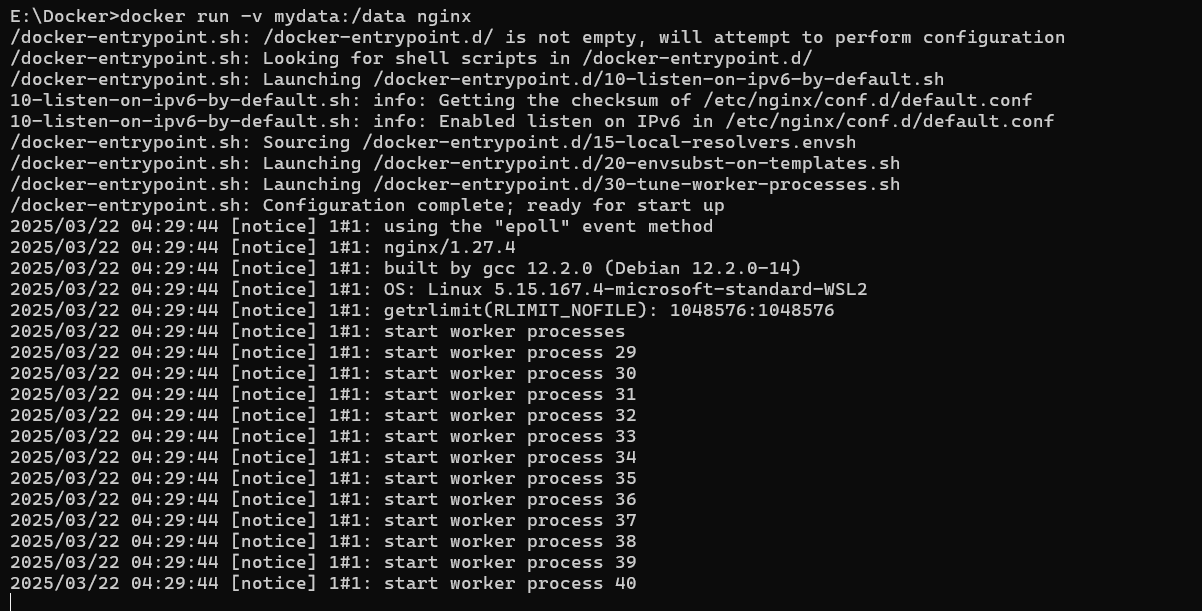 E:\Docker>docker run -v mydata:/data nginx
/docker-entrypoint.sh: /docker-entrypoint.d/ is not empty, will attempt to perform configuration
/docker-entrypoint.sh: Looking for shell scripts in /docker-entrypoint.d/
/docker-entrypoint.sh: Launching /docker-entrypoint.d/10-listen-on-ipv6-by-default.sh
10-listen-on-ipv6-by-default.sh: info: Getting the checksum of /etc/nginx/conf.d/default.conf
10-listen-on-ipv6-by-default.sh: info: Enabled listen on IPv6 in /etc/nginx/conf.d/default.conf
/docker-entrypoint.sh: Sourcing /docker-entrypoint.d/15-local-resolvers.envsh
/docker-entrypoint.sh: Launching /docker-entrypoint.d/20-envsubst-on-templates.sh
/docker-entrypoint.sh: Launching /docker-entrypoint.d/30-tune-worker-processes.sh
/docker-entrypoint.sh: Configuration complete; ready for start up
2025/03/22 04:29:44 [notice] 1#1: using the "epoll" event method
2025/03/22 04:29:44 [notice] 1#1: nginx/1.27.4
2025/03/22 04:29:44 [notice] 1#1: built by gcc 12.2.0 (Debian 12.2.0-14)
2025/03/22 04:29:44 [notice] 1#1: OS: Linux 5.15.167.4-microsoft-standard-WSL2
2025/03/22 04:29:44 [notice] 1#1: getrlimit(RLIMIT_NOFILE): 1048576:1048576
2025/03/22 04:29:44 [notice] 1#1: start worker processes
2025/03/22 04:29:44 [notice] 1#1: start worker process 29
2025/03/22 04:29:44 [notice] 1#1: start worker process 30
2025/03/22 04:29:44 [notice] 1#1: start worker process 31
2025/03/22 04:29:44 [notice] 1#1: start worker process 32
2025/03/22 04:29:44 [notice] 1#1: start worker process 33
2025/03/22 04:29:44 [notice] 1#1: start worker process 34
2025/03/22 04:29:44 [notice] 1#1: start worker process 35
2025/03/22 04:29:44 [notice] 1#1: start worker process 36
2025/03/22 04:29:44 [notice] 1#1: start worker process 37
2025/03/22 04:29:44 [notice] 1#1: start worker process 38
2025/03/22 04:29:44 [notice] 1#1: start worker process 39
2025/03/22 04:29:44 [notice] 1#1: start worker process 40